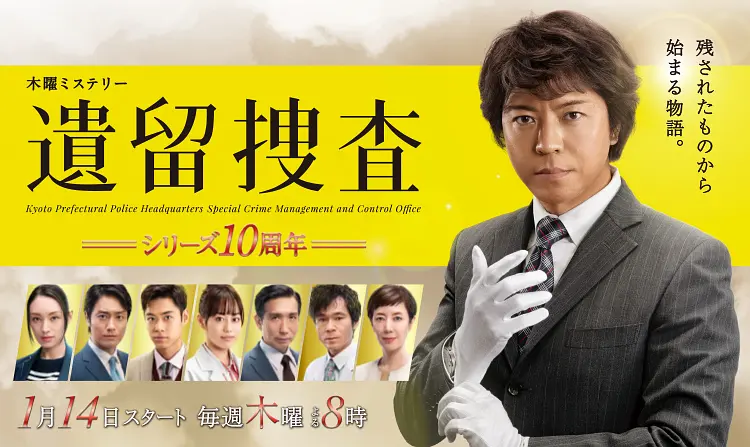 木曜ミステリー
遺留捜査
Kyoto Prefectural Police Headquarters Special Crime Management and Control Office
シリーズ10周年
残されたものから
始まる物語。
1月14日スタート 毎週木曜よる8時